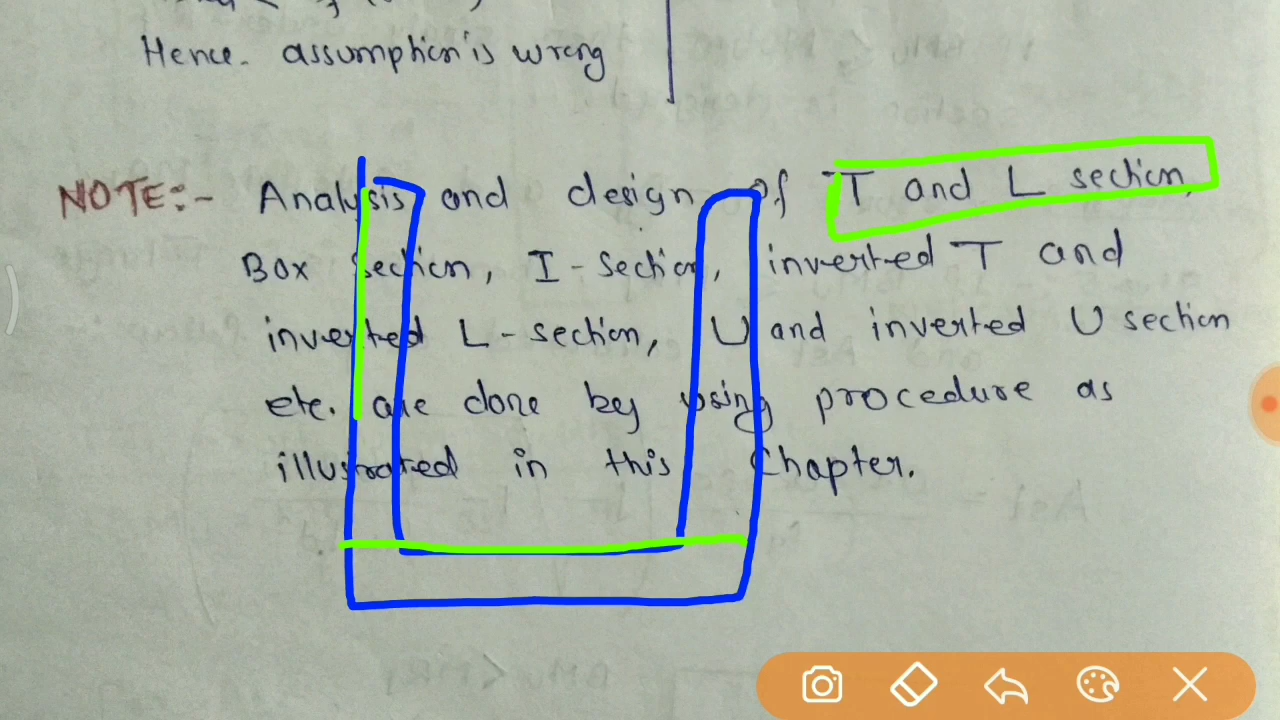 Hence. assumption is wrong
NOTE:- Analysis and design of T and L section,
Box section, I-section, inverted T and
inverted L-section, U and inverted U section
etc. are done by using procedure as
illustrated in this Chapter.